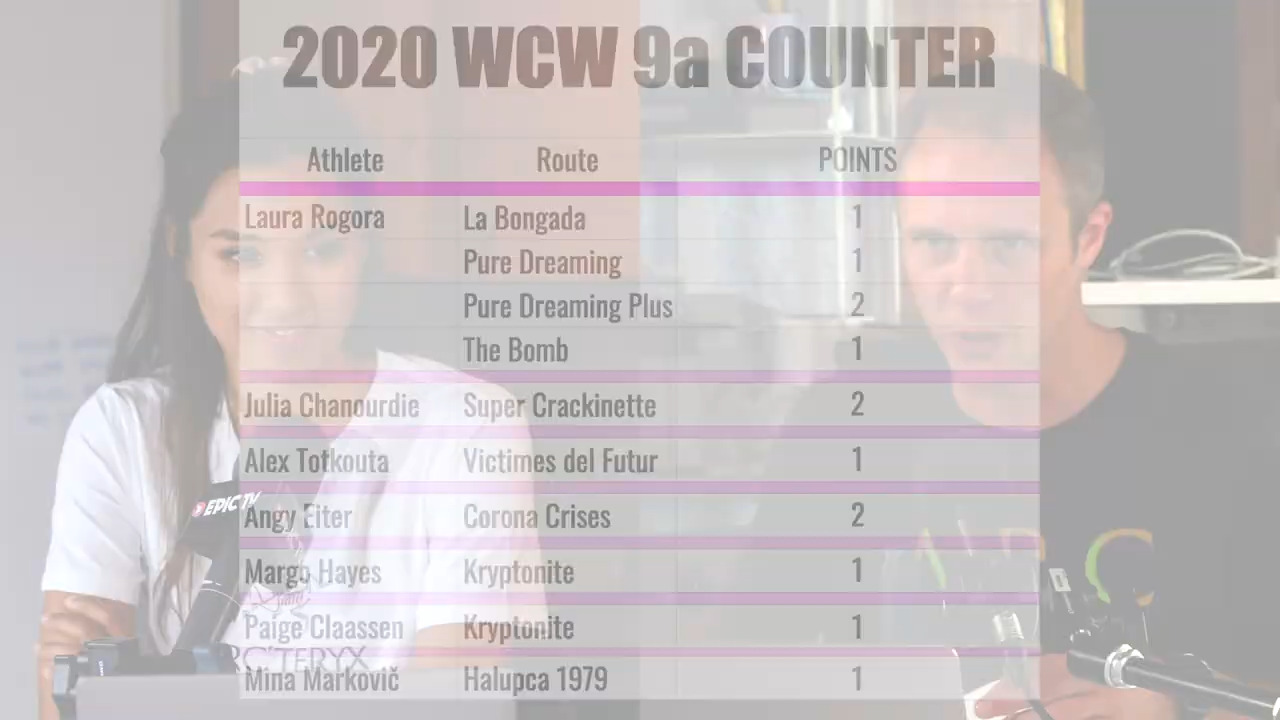 2020 WCW 9a COUNTER
Athlete Route POINTS
Laura Rogora La Bongada 1
Pure Dreaming 1
Pure Dreaming Plus 2
The Bomb 1
Julia Chanourdie Super Crackinette 2
Alex Totkouta Victimes del Futur 1
EPIC TV
Angy Eiter Corona Crises 2
Margo Hayes Kryptonite 1
Paige Claassen Kryptonite 1
RC'TERYX
Mina Markovič Halupca 1979 1